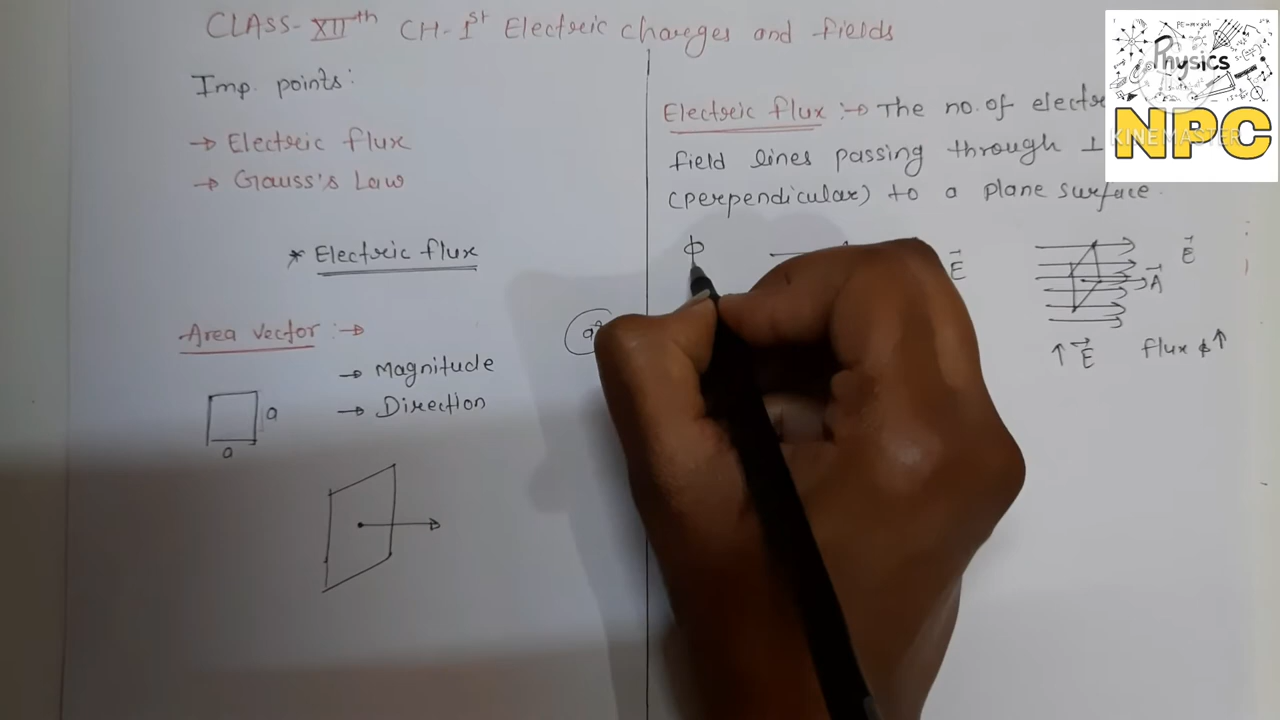 CLASS-XIIth CH-1st Electric charges and fields
Imp. points:
→ Electric flux
→ Gauss's Law
* Electric flux
Area vector :→
→ Magnitude
→ Direction
a
a
Electric flux :→ The no. of
field lines passing through ⊥
(perpendicular) to a plane surface.
ϕ
E⃗
E⃗
A⃗
↑ E⃗ flux ϕ↑
Physics
NPC
KINEMASTER